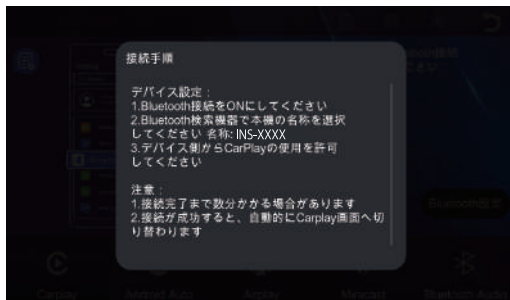 接続手順
デバイス設定：
1.Bluetooth接続をONにしてください
2.Bluetooth検索機器で本機の名称を選択
してください 名称: INS-XXXX
3.デバイス側からCarPlayの使用を許可
してください
注意：
1.接続完了まで数分かかる場合があります
2.接続が成功すると、自動的にCarplay画面へ切
り替わります
Bluetooth設定
Carplay
Android Auto
Airplay
Miracast
Bluetooth Audio